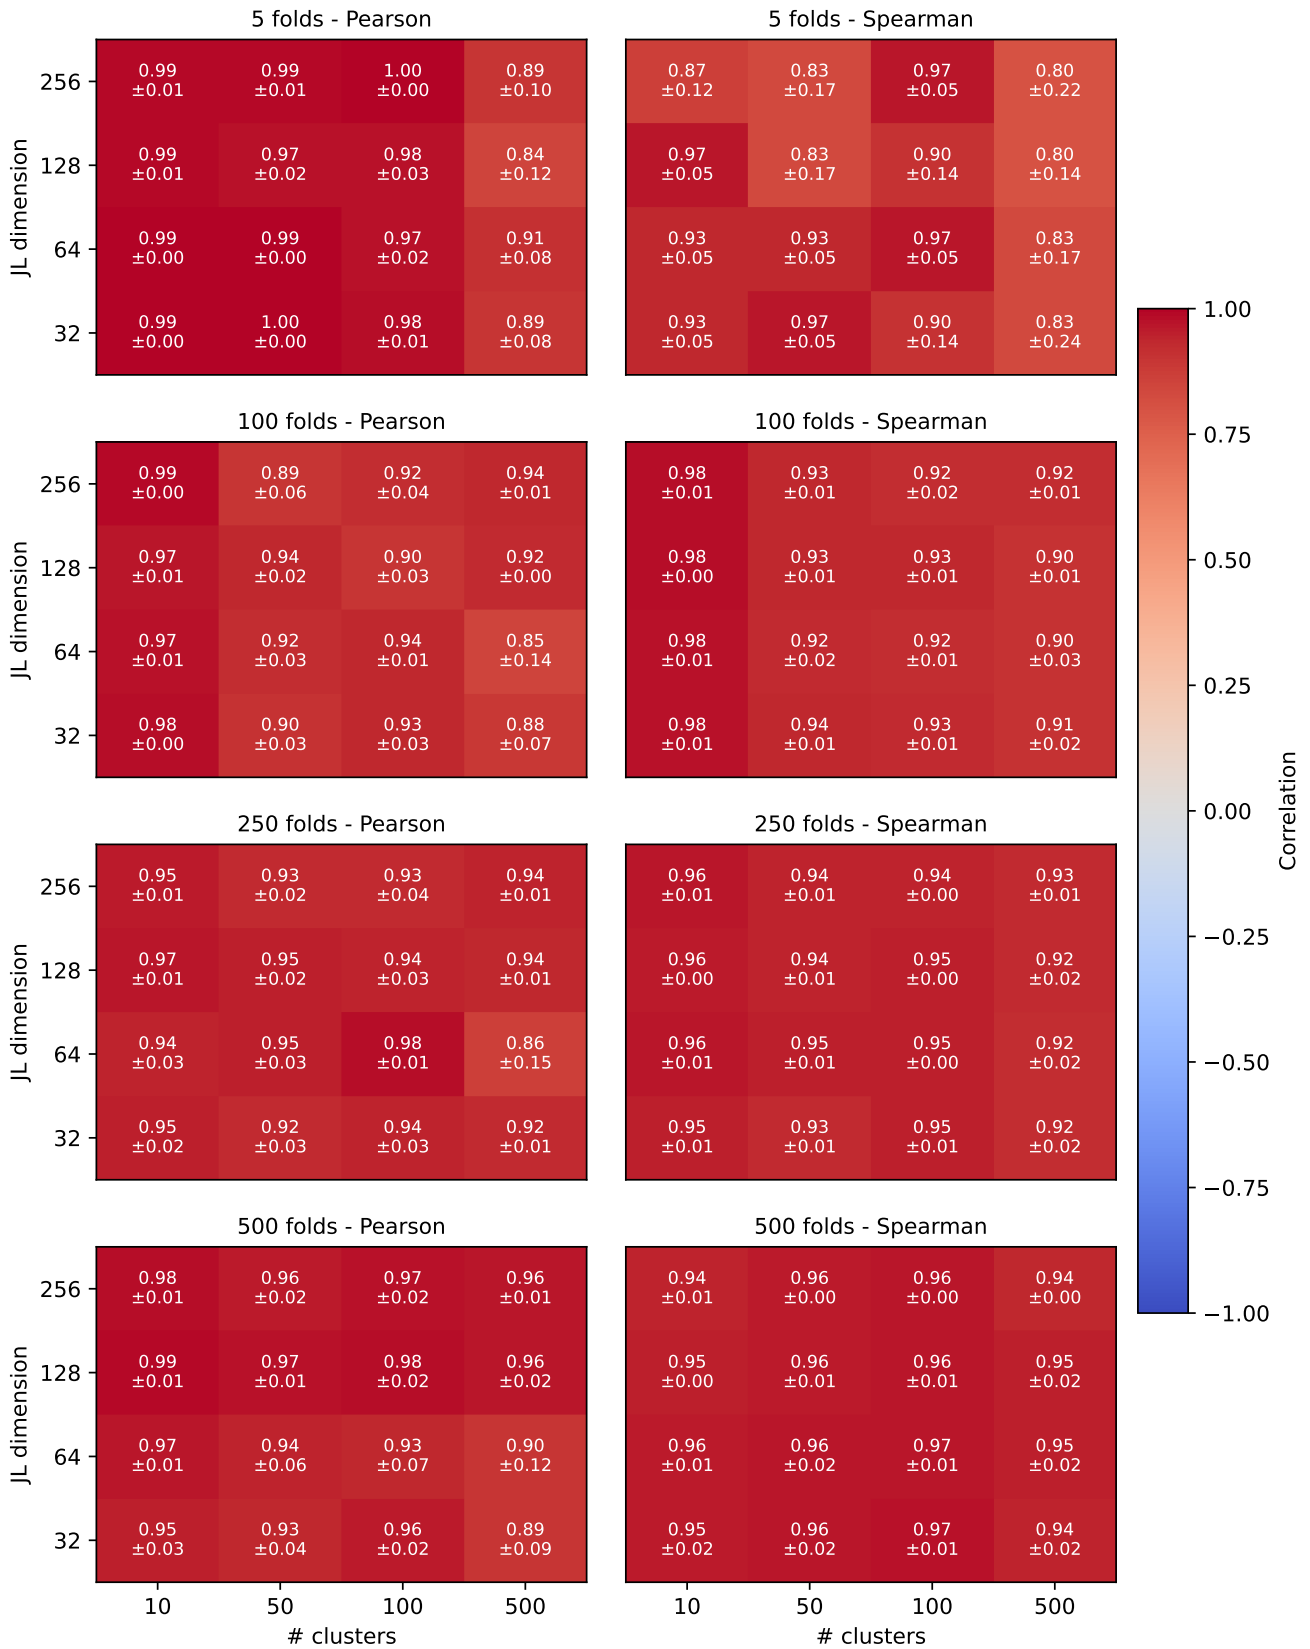 5 folds - Pearson
5 folds - Spearman
JL dimension
256
0.99 0.99 1.00 0.89
±0.01 ±0.01 ±0.00 ±0.10
0.87 0.83 0.97 0.80
±0.12 ±0.17 ±0.05 ±0.22
128
0.99 0.97 0.98 0.84
±0.01 ±0.02 ±0.03 ±0.12
0.97 0.83 0.90 0.80
±0.05 ±0.17 ±0.14 ±0.14
64
0.99 0.99 0.97 0.91
±0.00 ±0.00 ±0.02 ±0.08
0.93 0.93 0.97 0.83
±0.05 ±0.05 ±0.05 ±0.17
32
0.99 1.00 0.98 0.89
±0.00 ±0.00 ±0.01 ±0.08
0.93 0.97 0.90 0.83
±0.05 ±0.05 ±0.14 ±0.24
100 folds - Pearson
100 folds - Spearman
JL dimension
256
0.99 0.89 0.92 0.94
±0.00 ±0.06 ±0.04 ±0.01
0.98 0.93 0.92 0.92
±0.01 ±0.01 ±0.02 ±0.01
128
0.97 0.94 0.90 0.92
±0.01 ±0.02 ±0.03 ±0.00
0.98 0.93 0.93 0.90
±0.00 ±0.01 ±0.01 ±0.01
64
0.97 0.92 0.94 0.85
±0.01 ±0.03 ±0.01 ±0.14
0.98 0.92 0.92 0.90
±0.01 ±0.02 ±0.01 ±0.03
32
0.98 0.90 0.93 0.88
±0.00 ±0.03 ±0.03 ±0.07
0.98 0.94 0.93 0.91
±0.01 ±0.01 ±0.01 ±0.02
250 folds - Pearson
250 folds - Spearman
JL dimension
256
0.95 0.93 0.93 0.94
±0.01 ±0.02 ±0.04 ±0.01
0.96 0.94 0.94 0.93
±0.01 ±0.01 ±0.00 ±0.01
128
0.97 0.95 0.94 0.94
±0.01 ±0.02 ±0.03 ±0.01
0.96 0.94 0.95 0.92
±0.00 ±0.01 ±0.00 ±0.02
64
0.94 0.95 0.98 0.86
±0.03 ±0.03 ±0.01 ±0.15
0.96 0.95 0.95 0.92
±0.01 ±0.01 ±0.00 ±0.02
32
0.95 0.92 0.94 0.92
±0.02 ±0.03 ±0.03 ±0.01
0.95 0.93 0.95 0.92
±0.01 ±0.01 ±0.01 ±0.02
500 folds - Pearson
500 folds - Spearman
JL dimension
256
0.98 0.96 0.97 0.96
±0.01 ±0.02 ±0.02 ±0.01
0.94 0.96 0.96 0.94
±0.01 ±0.00 ±0.00 ±0.00
128
0.99 0.97 0.98 0.96
±0.01 ±0.01 ±0.02 ±0.02
0.95 0.96 0.96 0.95
±0.00 ±0.01 ±0.01 ±0.02
64
0.97 0.94 0.93 0.90
±0.01 ±0.06 ±0.07 ±0.12
0.96 0.96 0.97 0.95
±0.01 ±0.02 ±0.01 ±0.02
32
0.95 0.93 0.96 0.89
±0.03 ±0.04 ±0.02 ±0.09
0.95 0.96 0.97 0.94
±0.02 ±0.02 ±0.01 ±0.02
10 50 100 500
# clusters
10 50 100 500
# clusters
1.00
0.75
0.50
0.25
0.00
−0.25
−0.50
−0.75
−1.00
Correlation